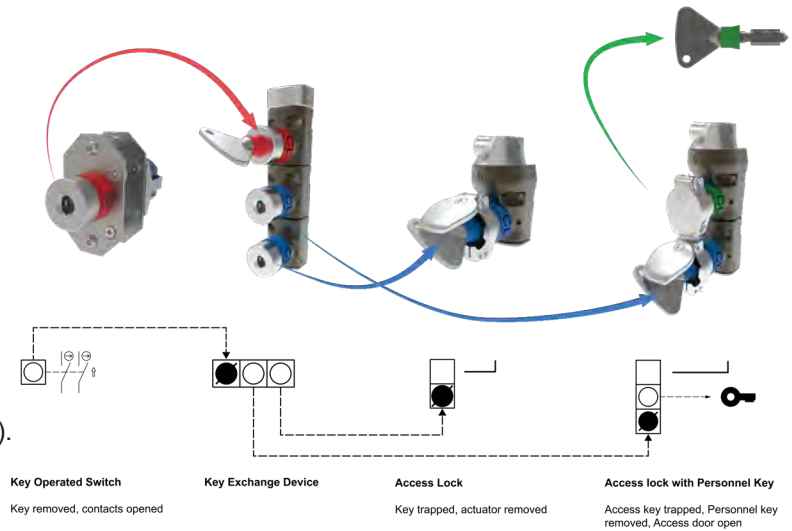 ).
Key Operated Switch
Key removed, contacts opened
Key Exchange Device
Access Lock
Key trapped, actuator removed
Access lock with Personnel Key
Access key trapped, Personnel key
removed, Access door open